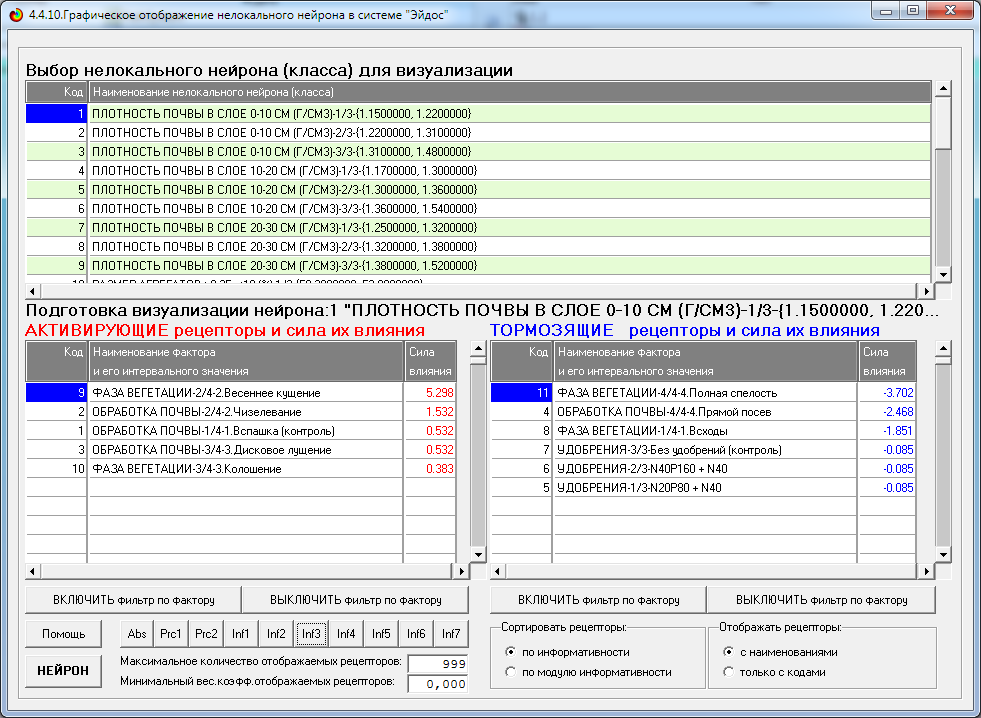 4.4.10.Графическое отображение нелокального нейрона в системе "Эйдос"
Выбор нелокального нейрона (класса) для визуализации
Код Наименование нелокального нейрона (класса)
1 ПЛОТНОСТЬ ПОЧВЫ В СЛОЕ 0-10 СМ (Г/СМ3)-1/3-{1.1500000, 1.2200000}
2 ПЛОТНОСТЬ ПОЧВЫ В СЛОЕ 0-10 СМ (Г/СМ3)-2/3-{1.2200000, 1.3100000}
3 ПЛОТНОСТЬ ПОЧВЫ В СЛОЕ 0-10 СМ (Г/СМ3)-3/3-{1.3100000, 1.4800000}
4 ПЛОТНОСТЬ ПОЧВЫ В СЛОЕ 10-20 СМ (Г/СМ3)-1/3-{1.1700000, 1.3000000}
5 ПЛОТНОСТЬ ПОЧВЫ В СЛОЕ 10-20 СМ (Г/СМ3)-2/3-{1.3000000, 1.3600000}
6 ПЛОТНОСТЬ ПОЧВЫ В СЛОЕ 10-20 СМ (Г/СМ3)-3/3-{1.3600000, 1.5400000}
7 ПЛОТНОСТЬ ПОЧВЫ В СЛОЕ 20-30 СМ (Г/СМ3)-1/3-{1.2500000, 1.3200000}
8 ПЛОТНОСТЬ ПОЧВЫ В СЛОЕ 20-30 СМ (Г/СМ3)-2/3-{1.3200000, 1.3800000}
9 ПЛОТНОСТЬ ПОЧВЫ В СЛОЕ 20-30 СМ (Г/СМ3)-3/3-{1.3800000, 1.5200000}
Подготовка визуализации нейрона:1 "ПЛОТНОСТЬ ПОЧВЫ В СЛОЕ 0-10 СМ (Г/СМ3)-1/3-{1.1500000, 1.220...
АКТИВИРУЮЩИЕ рецепторы и сила их влияния
Код Наименование фактора и его интервального значения Сила влияния
9 ФАЗА ВЕГЕТАЦИИ-2/4-2.Весеннее кущение 5.298
2 ОБРАБОТКА ПОЧВЫ-2/4-2.Чизелевание 1.532
1 ОБРАБОТКА ПОЧВЫ-1/4-1.Вспашка (контроль) 0.532
3 ОБРАБОТКА ПОЧВЫ-3/4-3.Дисковое лущение 0.532
10 ФАЗА ВЕГЕТАЦИИ-3/4-3.Колошение 0.383
ТОРМОЗЯЩИЕ рецепторы и сила их влияния
Код Наименование фактора и его интервального значения Сила влияния
11 ФАЗА ВЕГЕТАЦИИ-4/4-4.Полная спелость -3.702
4 ОБРАБОТКА ПОЧВЫ-4/4-4.Прямой посев -2.468
8 ФАЗА ВЕГЕТАЦИИ-1/4-1.Всходы -1.851
7 УДОБРЕНИЯ-3/3-Без удобрений (контроль) -0.085
6 УДОБРЕНИЯ-2/3-N40P160 + N40 -0.085
5 УДОБРЕНИЯ-1/3-N20P80 + N40 -0.085
ВКЛЮЧИТЬ фильтр по фактору ВЫКЛЮЧИТЬ фильтр по фактору ВКЛЮЧИТЬ фильтр по фактору ВЫКЛЮЧИТЬ фильтр по фактору
Помощь Abs Prc1 Prc2 Inf1 Inf2 Inf3 Inf4 Inf5 Inf6 Inf7
НЕЙРОН
Максимальное количество отображаемых рецепторов: 999
Минимальный вес.коэфф.отображаемых рецепторов: 0,000
Сортировать рецепторы:
по информативности
по модулю информативности
Отображать рецепторы:
с наименованиями
только с кодами